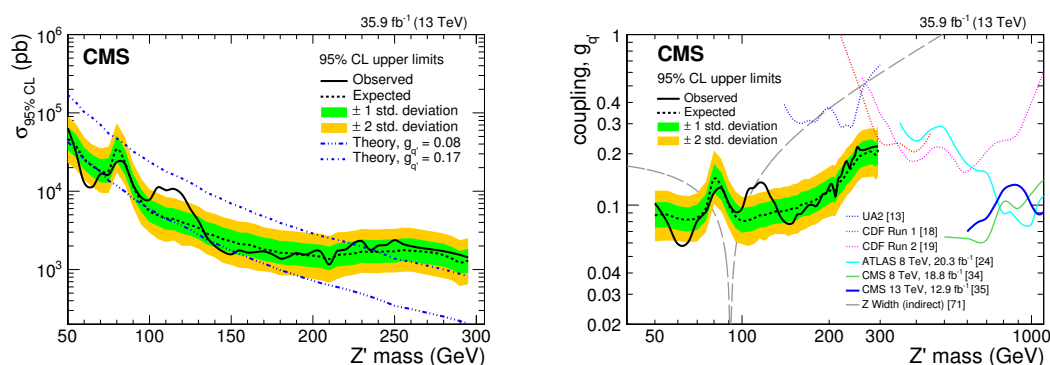 35.9 fb⁻¹ (13 TeV)
CMS
95% CL upper limits
Observed
Expected
± 1 std. deviation
± 2 std. deviation
Theory, g_q' = 0.08
Theory, g_q' = 0.17
σ_95% CL (pb)
10⁶
10⁵
10⁴
10³
50 100 150 200 250 300
Z' mass (GeV)
35.9 fb⁻¹ (13 TeV)
CMS
95% CL upper limits
Observed
Expected
± 1 std. deviation
± 2 std. deviation
UA2 [13]
CDF Run 1 [18]
CDF Run 2 [19]
ATLAS 8 TeV, 20.3 fb⁻¹ [24]
CMS 8 TeV, 18.8 fb⁻¹ [34]
CMS 13 TeV, 12.9 fb⁻¹ [35]
Z Width (indirect) [71]
coupling, g_q'
1
0.4
0.3
0.2
0.1
0.04
0.02
50 100 200 300 1000
Z' mass (GeV)